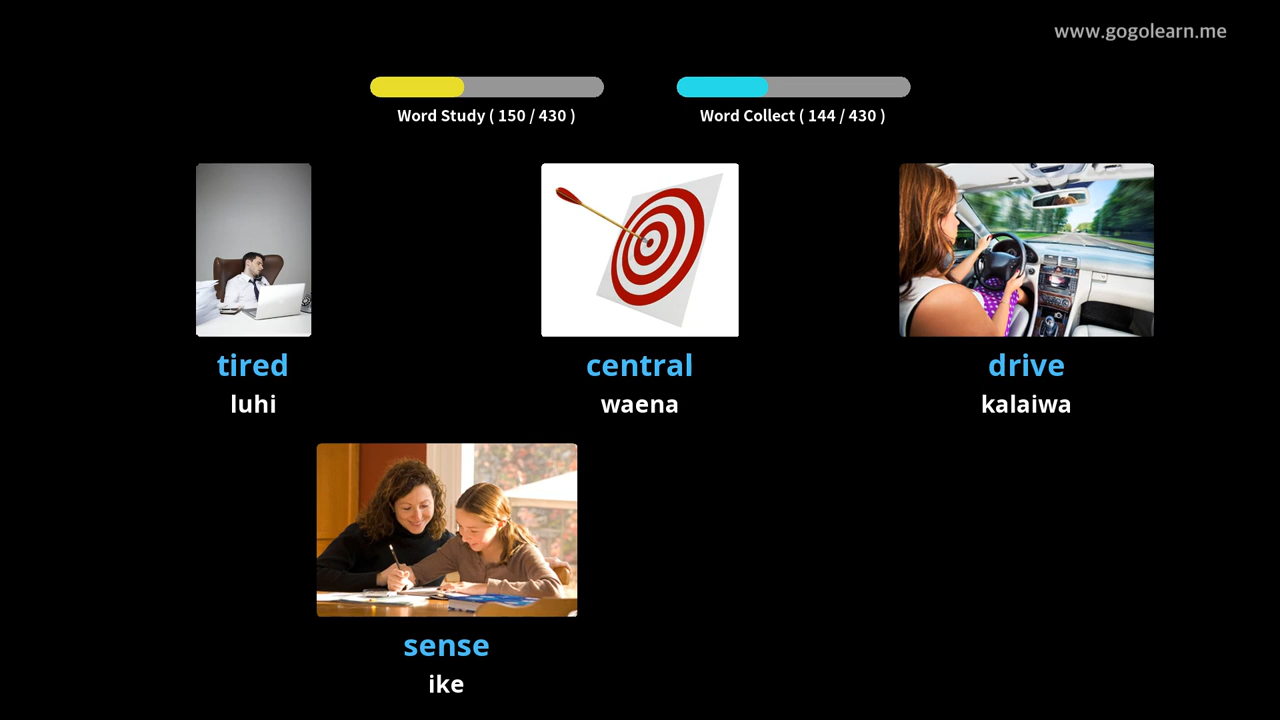 www.gogolearn.me
Word Study ( 150 / 430 )
Word Collect ( 144 / 430 )
tired
luhi
central
waena
drive
kalaiwa
sense
ike